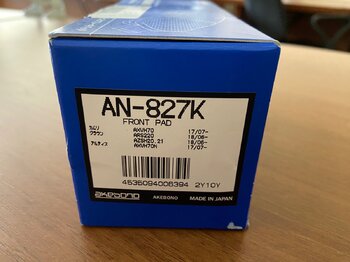 AN-827K
FRONT PAD
カムリ AXVH70 17/07-
クラウン ARS220 18/06-
AZSH20,21 18/06-
アルティス AXVH70N 17/07-
4536094006394 2Y10V
akebono AKEBONO MADE IN JAPAN